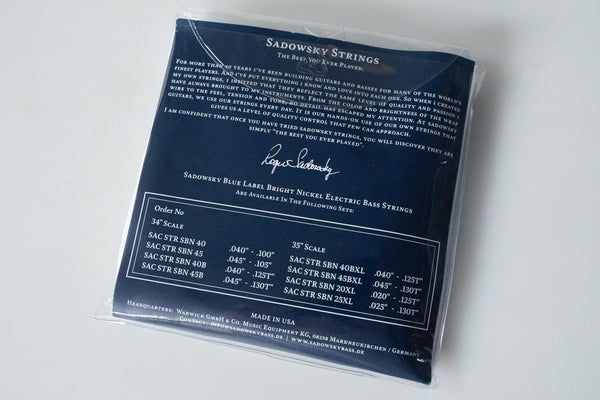 Sadowsky Strings
The Best You Ever Played.
For more than 40 years I've been building guitars and basses for many of the world's
finest players. And I've put everything I know and love into each one. So when I created
my own strings, I insisted that they reflect the same level of quality and passion I
have always brought to my instruments. From the color and brightness of the wrap
wire to the feel, tension and tone; no detail has escaped my attention. At Sadowsky
Guitars, we use our strings every day. It is our hands-on use of our own strings that
gives us a level of quality control that few can approach.
I am confident that once you have tried Sadowsky strings, you will discover they are
simply "the best you ever played".
Roger Sadowsky
Sadowsky Blue Label Bright Nickel Electric Bass Strings
Are Available In The Following Sets:
Order No
34" Scale
SAC STR SBN 40 .040" - .100"
SAC STR SBN 45 .045" - .105"
SAC STR SBN 40B .040" - .125T"
SAC STR SBN 45B .045" - .130T"
35" Scale
SAC STR SBN 40BXL .040" - .125T"
SAC STR SBN 45BXL .045" - .130T"
SAC STR SBN 20XL .020" - .125T"
SAC STR SBN 25XL .025" - .130T"
MADE IN USA
Headquarters: Warwick GmbH & Co. Music Equipment KG, 08258 Markneukirchen / Germany
Contact: info@sadowskybass.de | www.sadowskybass.de